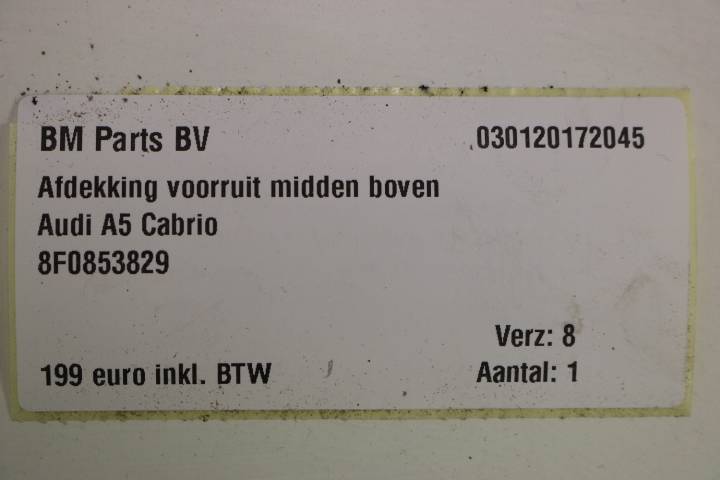 BM Parts BV 030120172045
Afdekking voorruit midden boven
Audi A5 Cabrio
8F0853829
Verz: 8
199 euro inkl. BTW Aantal: 1